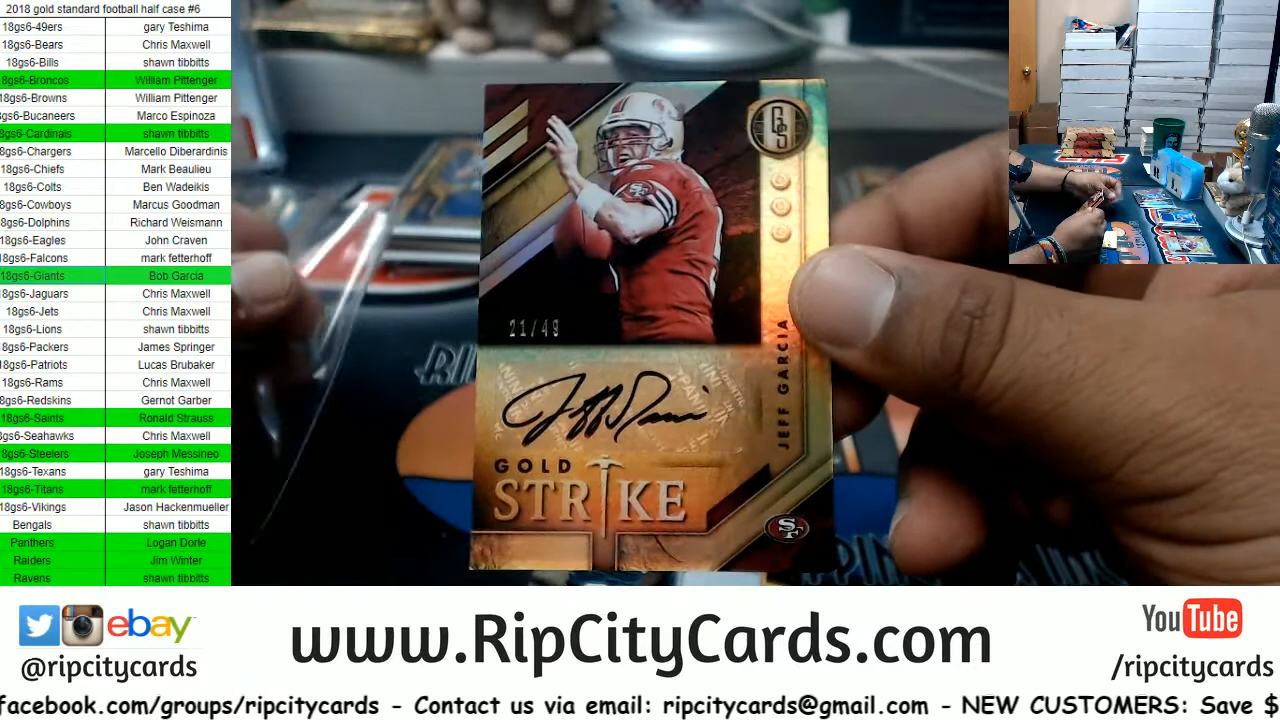 2018 gold standard football half case #6
18gs6-49ers gary Teshima
18gs6-Bears Chris Maxwell
18gs6-Bills shawn tibbitts
8gs6-Broncos William Pittenger
18gs6-Browns William Pittenger
gs6-Bucaneers Marco Espinoza
8gs6-Cardinals shawn tibbitts
8gs6-Chargers Marcello Diberardinis
18gs6-Chiefs Mark Beaulieu
18gs6-Colts Ben Wadeikis
8gs6-Cowboys Marcus Goodman
8gs6-Dolphins Richard Weismann
18gs6-Eagles John Craven
18gs6-Falcons mark fetterhoff
18gs6-Giants Bob Garcia
8gs6-Jaguars Chris Maxwell
18gs6-Jets Chris Maxwell
18gs6-Lions shawn tibbitts
18gs6-Packers James Springer
18gs6-Patriots Lucas Brubaker
18gs6-Rams Chris Maxwell
8gs6-Redskins Gernot Garber
18gs6-Saints Ronald Strauss
8gs6-Seahawks Chris Maxwell
8gs6-Steelers Joseph Messineo
18gs6-Texans gary Teshima
18gs6-Titans mark fetterhoff
18gs6-Vikings Jason Hackenmueller
Bengals shawn tibbitts
Panthers Logan Dorle
Raiders Jim Winter
Ravens shawn tibbitts
GS
SF
21/49
JEFF GARCIA
GOLD
STRIKE
SF
ebay
@ripcitycards
www.RipCityCards.com
YouTube
/ripcitycards
facebook.com/groups/ripcitycards - Contact us via email: ripcitycards@gmail.com - NEW CUSTOMERS: Save $